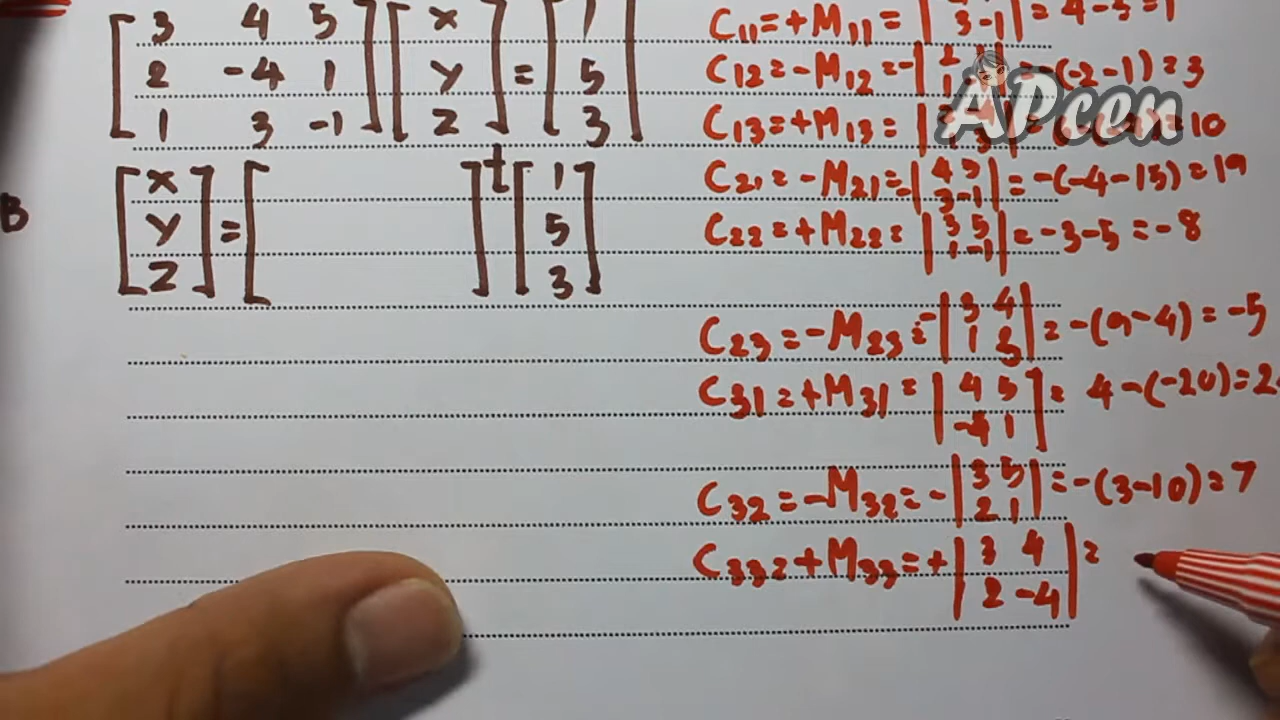 [3 4 5] [x] = [1]
[2 -4 1] [y] = [5]
[1 3 -1] [z] = [3]
B [x] = [ ]t [1]
[y] = [5]
[z] = [3]
C11=+M11= | 3 -1 | = 4-3=1
C12=-M12=-| 2 1 | =-(-2-1)=3
C13=+M13= =10
C21=-M21=-| 4 5 3 -1 | =-(-4-15)=19
C22=+M22=| 3 5 1 -1 | =-3-5=-8
C23=-M23=-| 3 4 1 3 | =-(9-4)=-5
C31=+M31=| 4 5 -4 1 | = 4-(-20)=2
C32=-M32=-| 3 5 2 1 | =-(3-10)=7
C33=+M33=+| 3 4 2 -4 | =
APcen